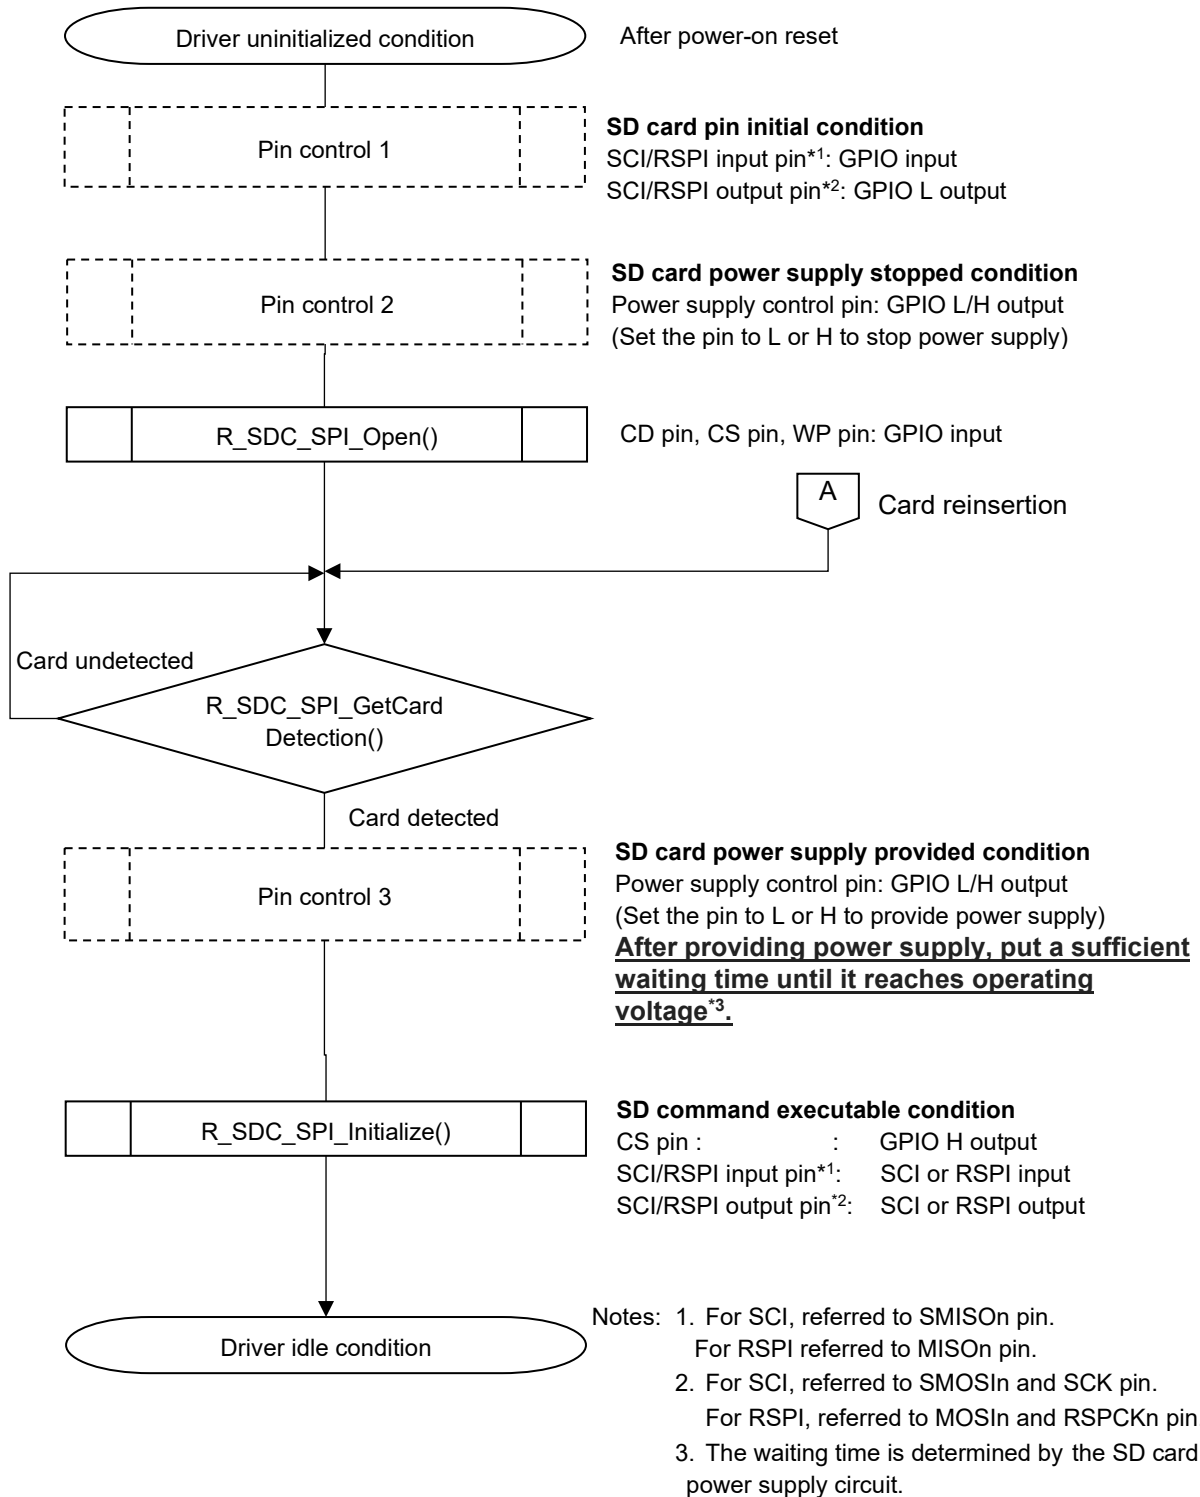 Driver uninitialized condition
After power-on reset
Pin control 1
SD card pin initial condition
SCI/RSPI input pin*1: GPIO input
SCI/RSPI output pin*2: GPIO L output
Pin control 2
SD card power supply stopped condition
Power supply control pin: GPIO L/H output
(Set the pin to L or H to stop power supply)
R_SDC_SPI_Open()
CD pin, CS pin, WP pin: GPIO input
A
Card reinsertion
Card undetected
R_SDC_SPI_GetCard
Detection()
Card detected
Pin control 3
SD card power supply provided condition
Power supply control pin: GPIO L/H output
(Set the pin to L or H to provide power supply)
After providing power supply, put a sufficient
waiting time until it reaches operating
voltage*3.
R_SDC_SPI_Initialize()
SD command executable condition
CS pin : : GPIO H output
SCI/RSPI input pin*1: SCI or RSPI input
SCI/RSPI output pin*2: SCI or RSPI output
Driver idle condition
Notes: 1. For SCI, referred to SMISOn pin.
For RSPI referred to MISOn pin.
2. For SCI, referred to SMOSIn and SCK pin.
For RSPI, referred to MOSIn and RSPCKn pin
3. The waiting time is determined by the SD card
power supply circuit.